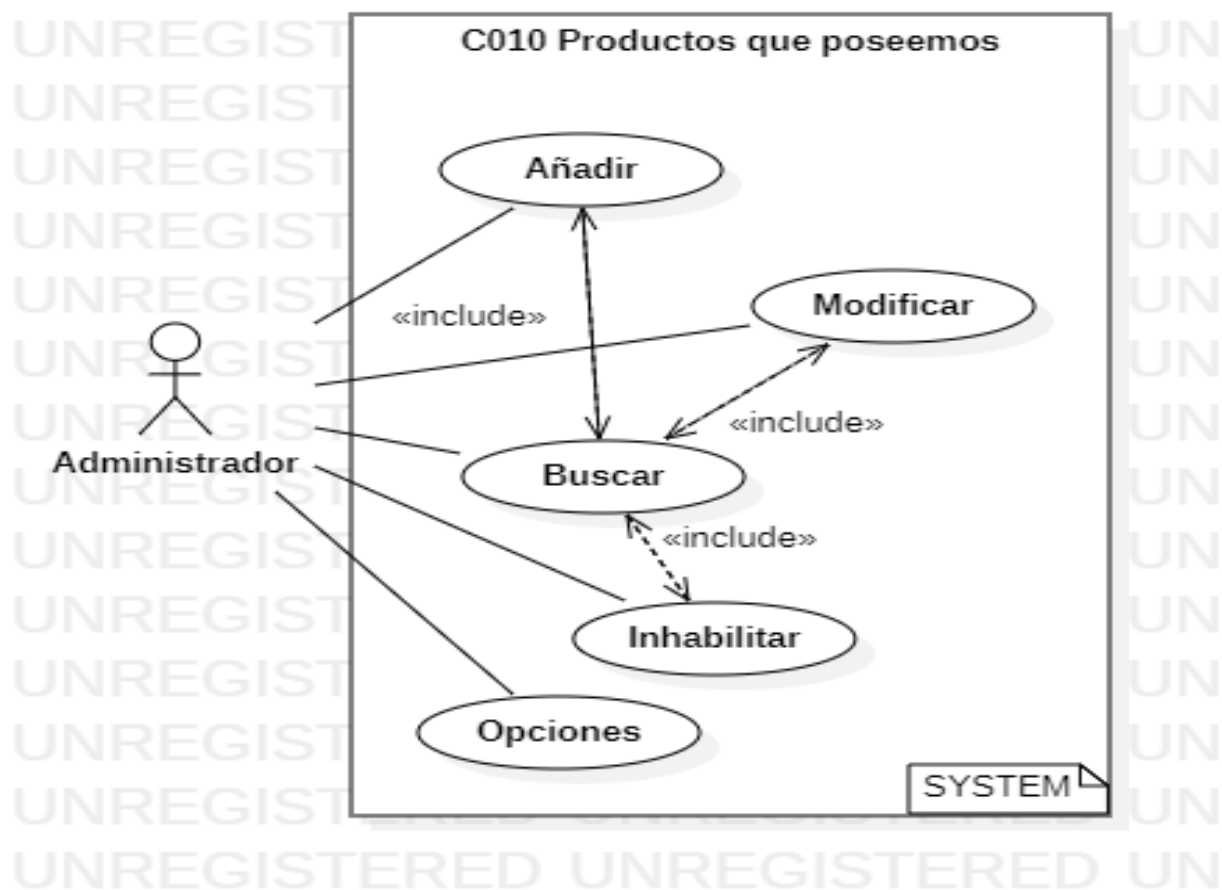 C010 Productos que poseemos
Añadir
Modificar
«include»
«include»
Administrador
Buscar
«include»
Inhabilitar
Opciones
SYSTEM
UNREGISTERED UNREGISTERED UN